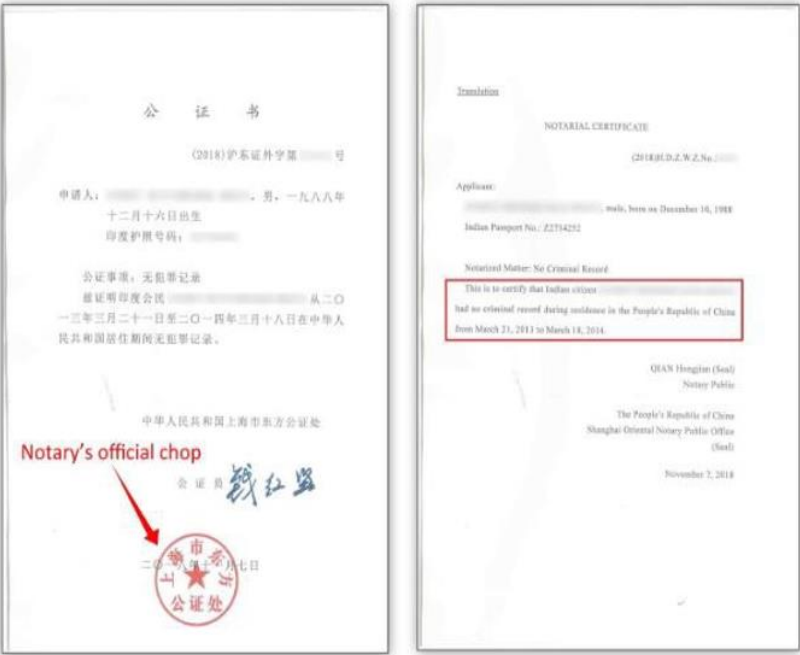 公 证 书
(2018)沪东证外字第 号
申请人: ,男,一九八八年
十二月十六日出生
印度护照号码:
公证事项:无犯罪记录
兹证明印度公民 从二〇
一三年三月二十一日至二〇一四年三月十八日在中华人
民共和国居住期间无犯罪记录。
中华人民共和国上海市东方公证处
Notary's official chop
公 证 员 钱红监
二〇一八年十一月七日
上海市东方
公证处
Translation
NOTARIAL CERTIFICATE
(2018)H.D.Z.W.Z.No.
Applicant:
, male, born on December 16, 1988
Indian Passport No.: Z2734252
Notarized Matter: No Criminal Record
This is to certify that Indian citizen
had no criminal record during residence in the People's Republic of China
from March 21, 2013 to March 18, 2014.
QIAN Hongjian (Seal)
Notary Public
The People's Republic of China
Shanghai Oriental Notary Public Office
(Seal)
November 7, 2018